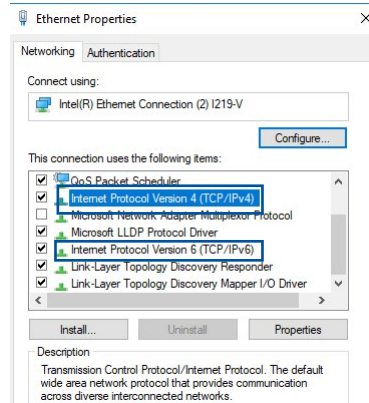 Ethernet Properties
Networking
Authentication
Connect using:
Intel(R) Ethernet Connection (2) I219-V
Configure...
This connection uses the following items:
QoS Packet Scheduler
Internet Protocol Version 4 (TCP/IPv4)
Microsoft Network Adapter Multiplexor Protocol
Microsoft LLDP Protocol Driver
Internet Protocol Version 6 (TCP/IPv6)
Link-Layer Topology Discovery Responder
Link-Layer Topology Discovery Mapper I/O Driver
Install...
Uninstall
Properties
Description
Transmission Control Protocol/Internet Protocol. The default
wide area network protocol that provides communication
across diverse interconnected networks.